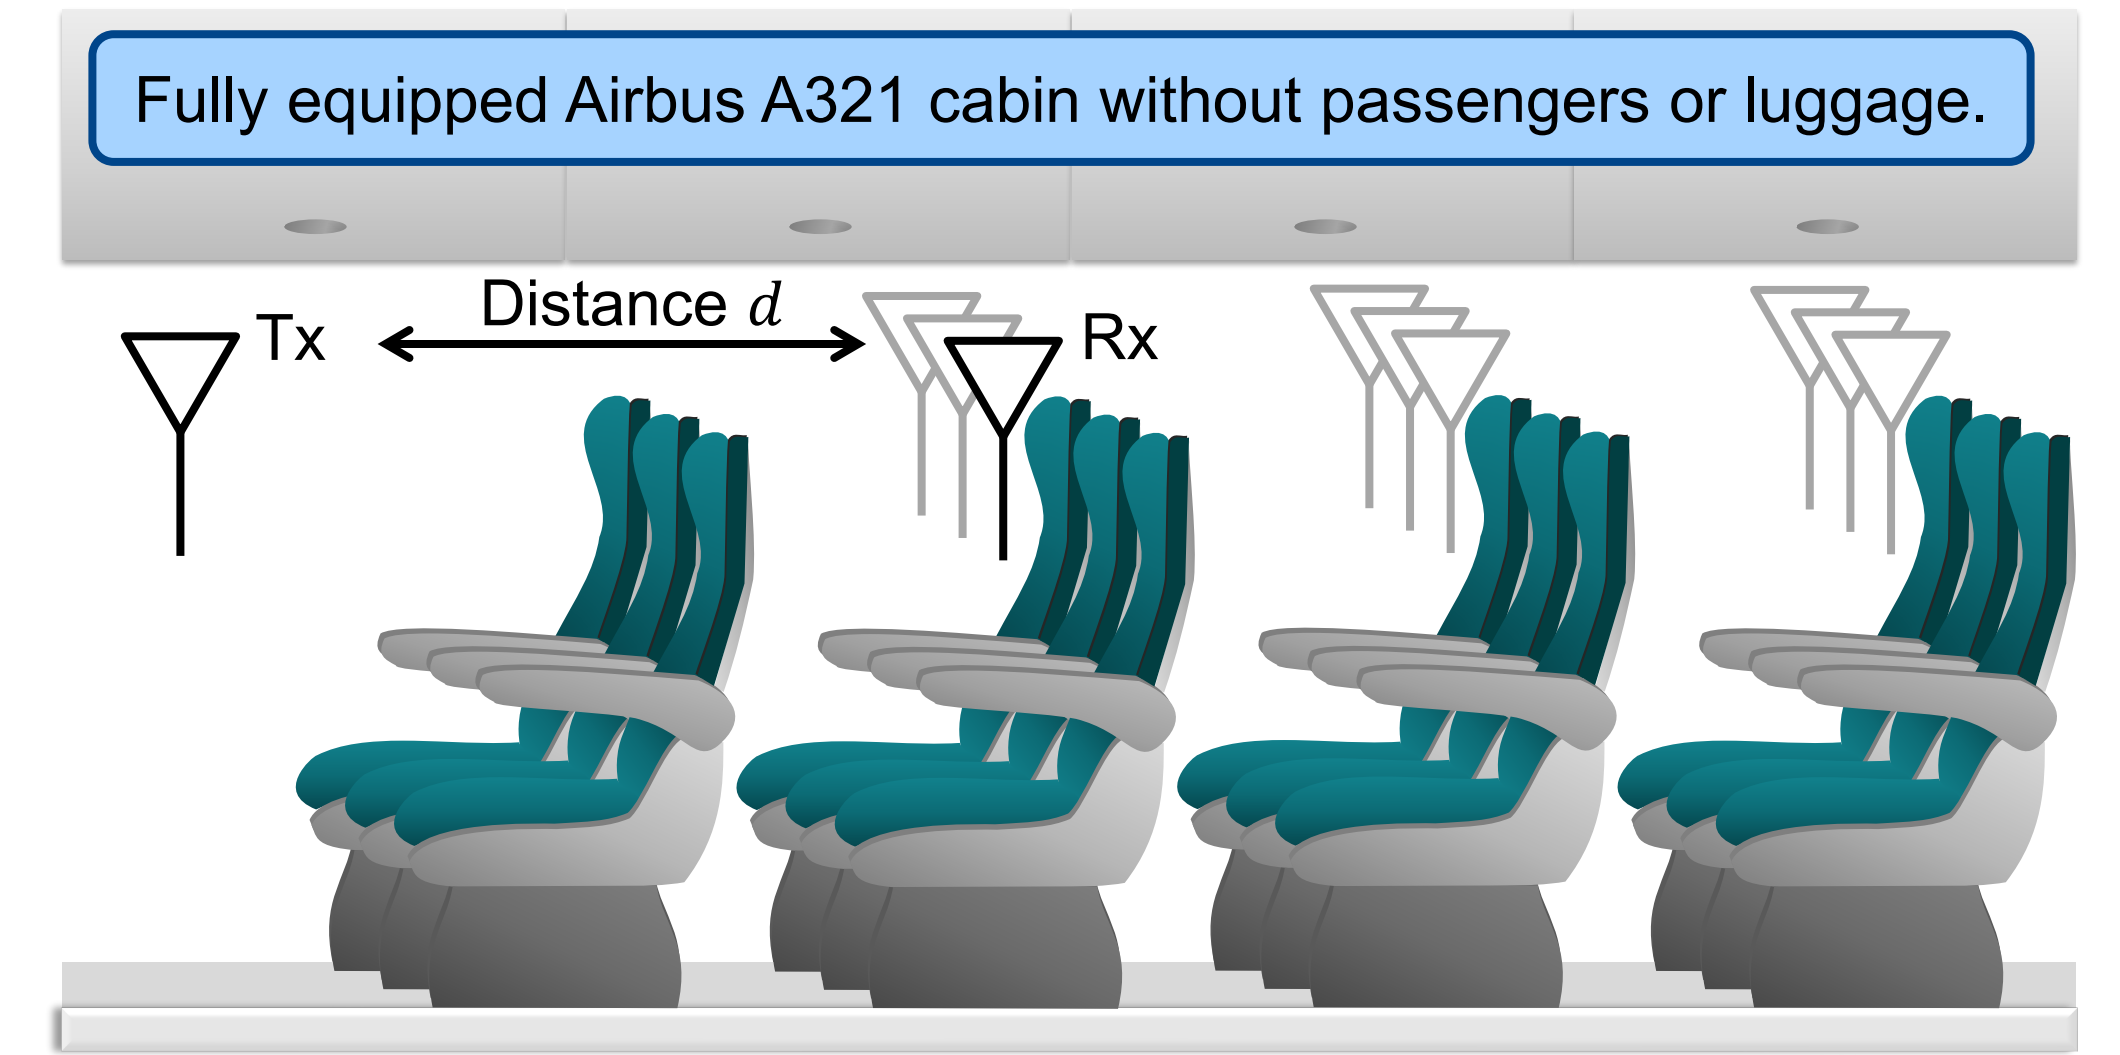 Fully equipped Airbus A321 cabin without passengers or luggage.
Distance d
Tx
Rx